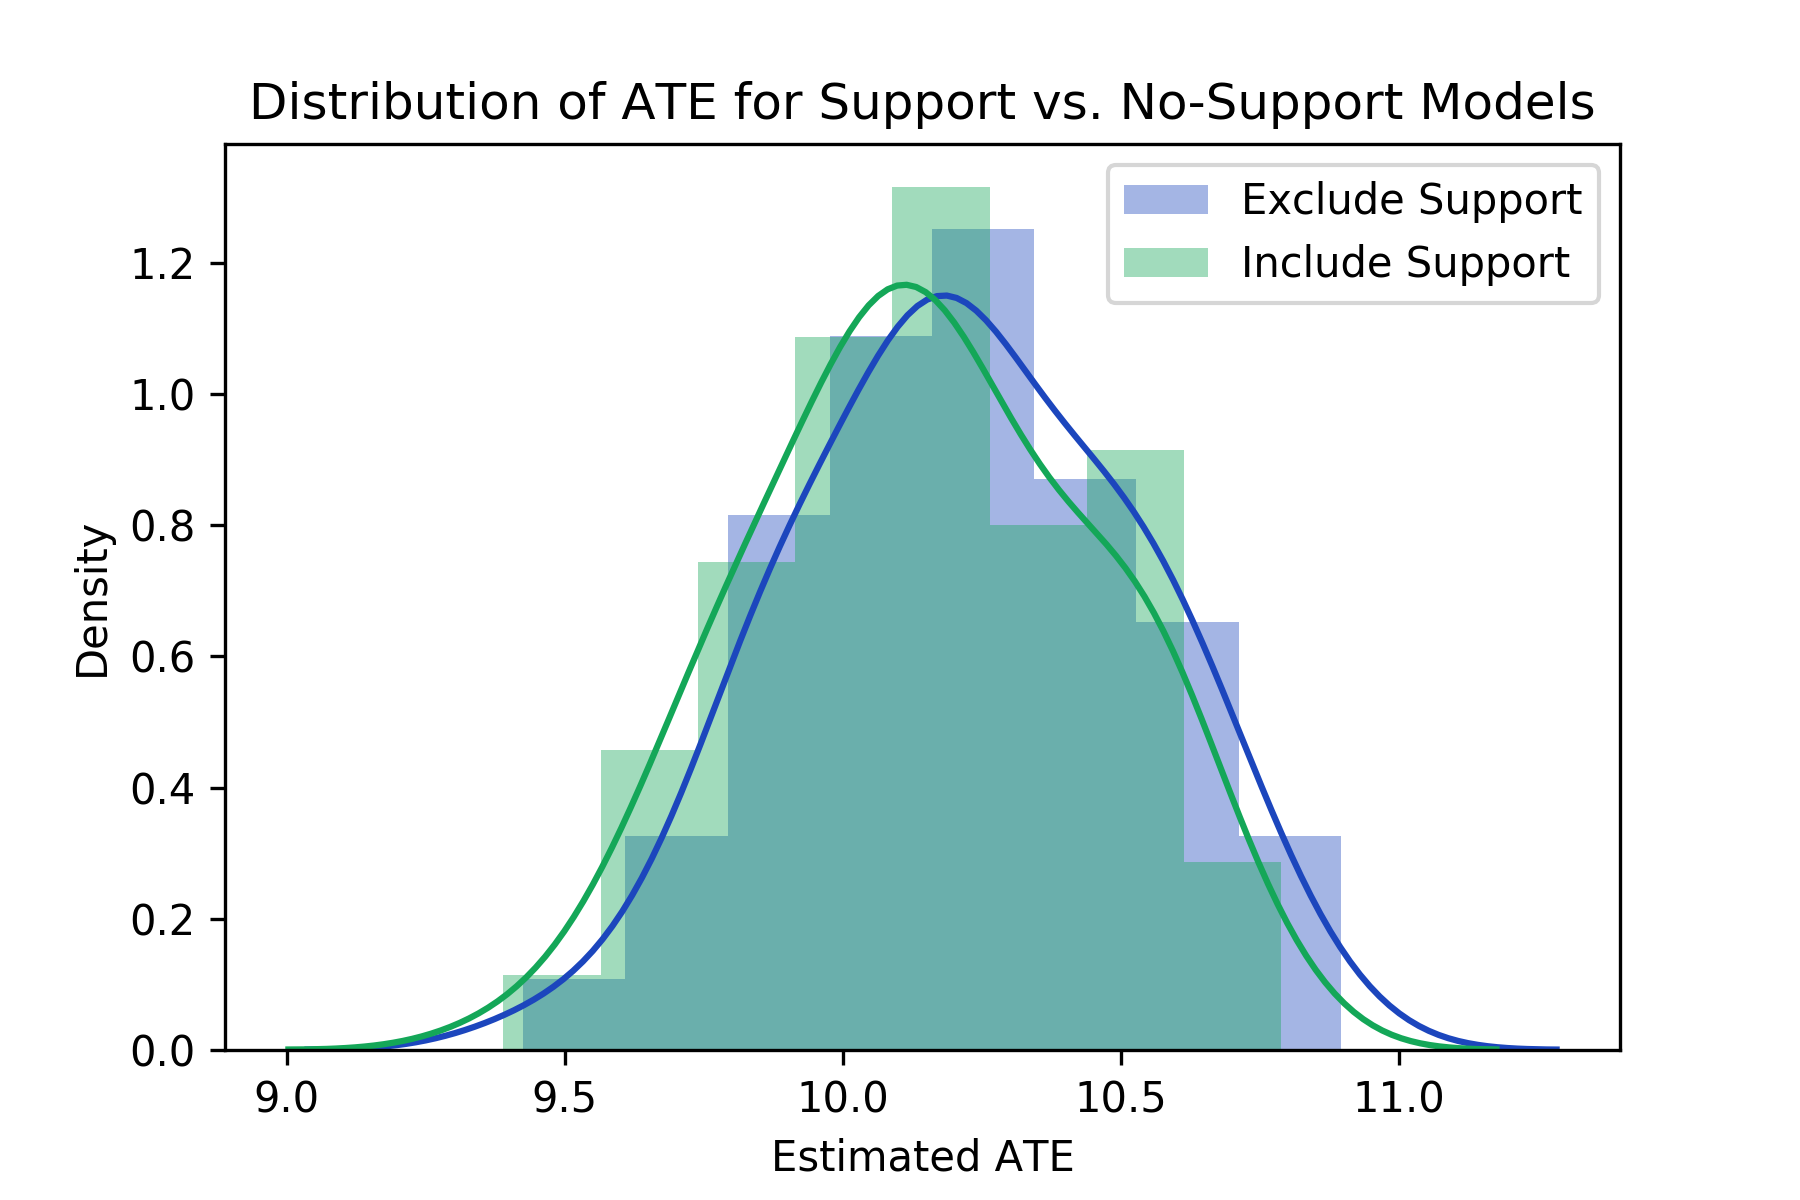 Distribution of ATE for Support vs. No-Support Models
Exclude Support
Include Support
1.2
1.0
0.8
0.6
0.4
0.2
0.0
Density
9.0 9.5 10.0 10.5 11.0
Estimated ATE